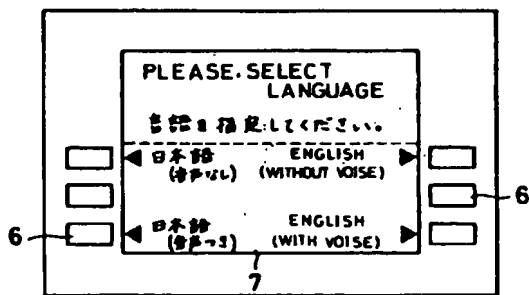 PLEASE. SELECT
LANGUAGE
言語を指定してください。
日本語 ENGLISH
(音声なし) (WITHOUT VOISE)
6
日本語 ENGLISH
6
(音声つき) (WITH VOISE)
7